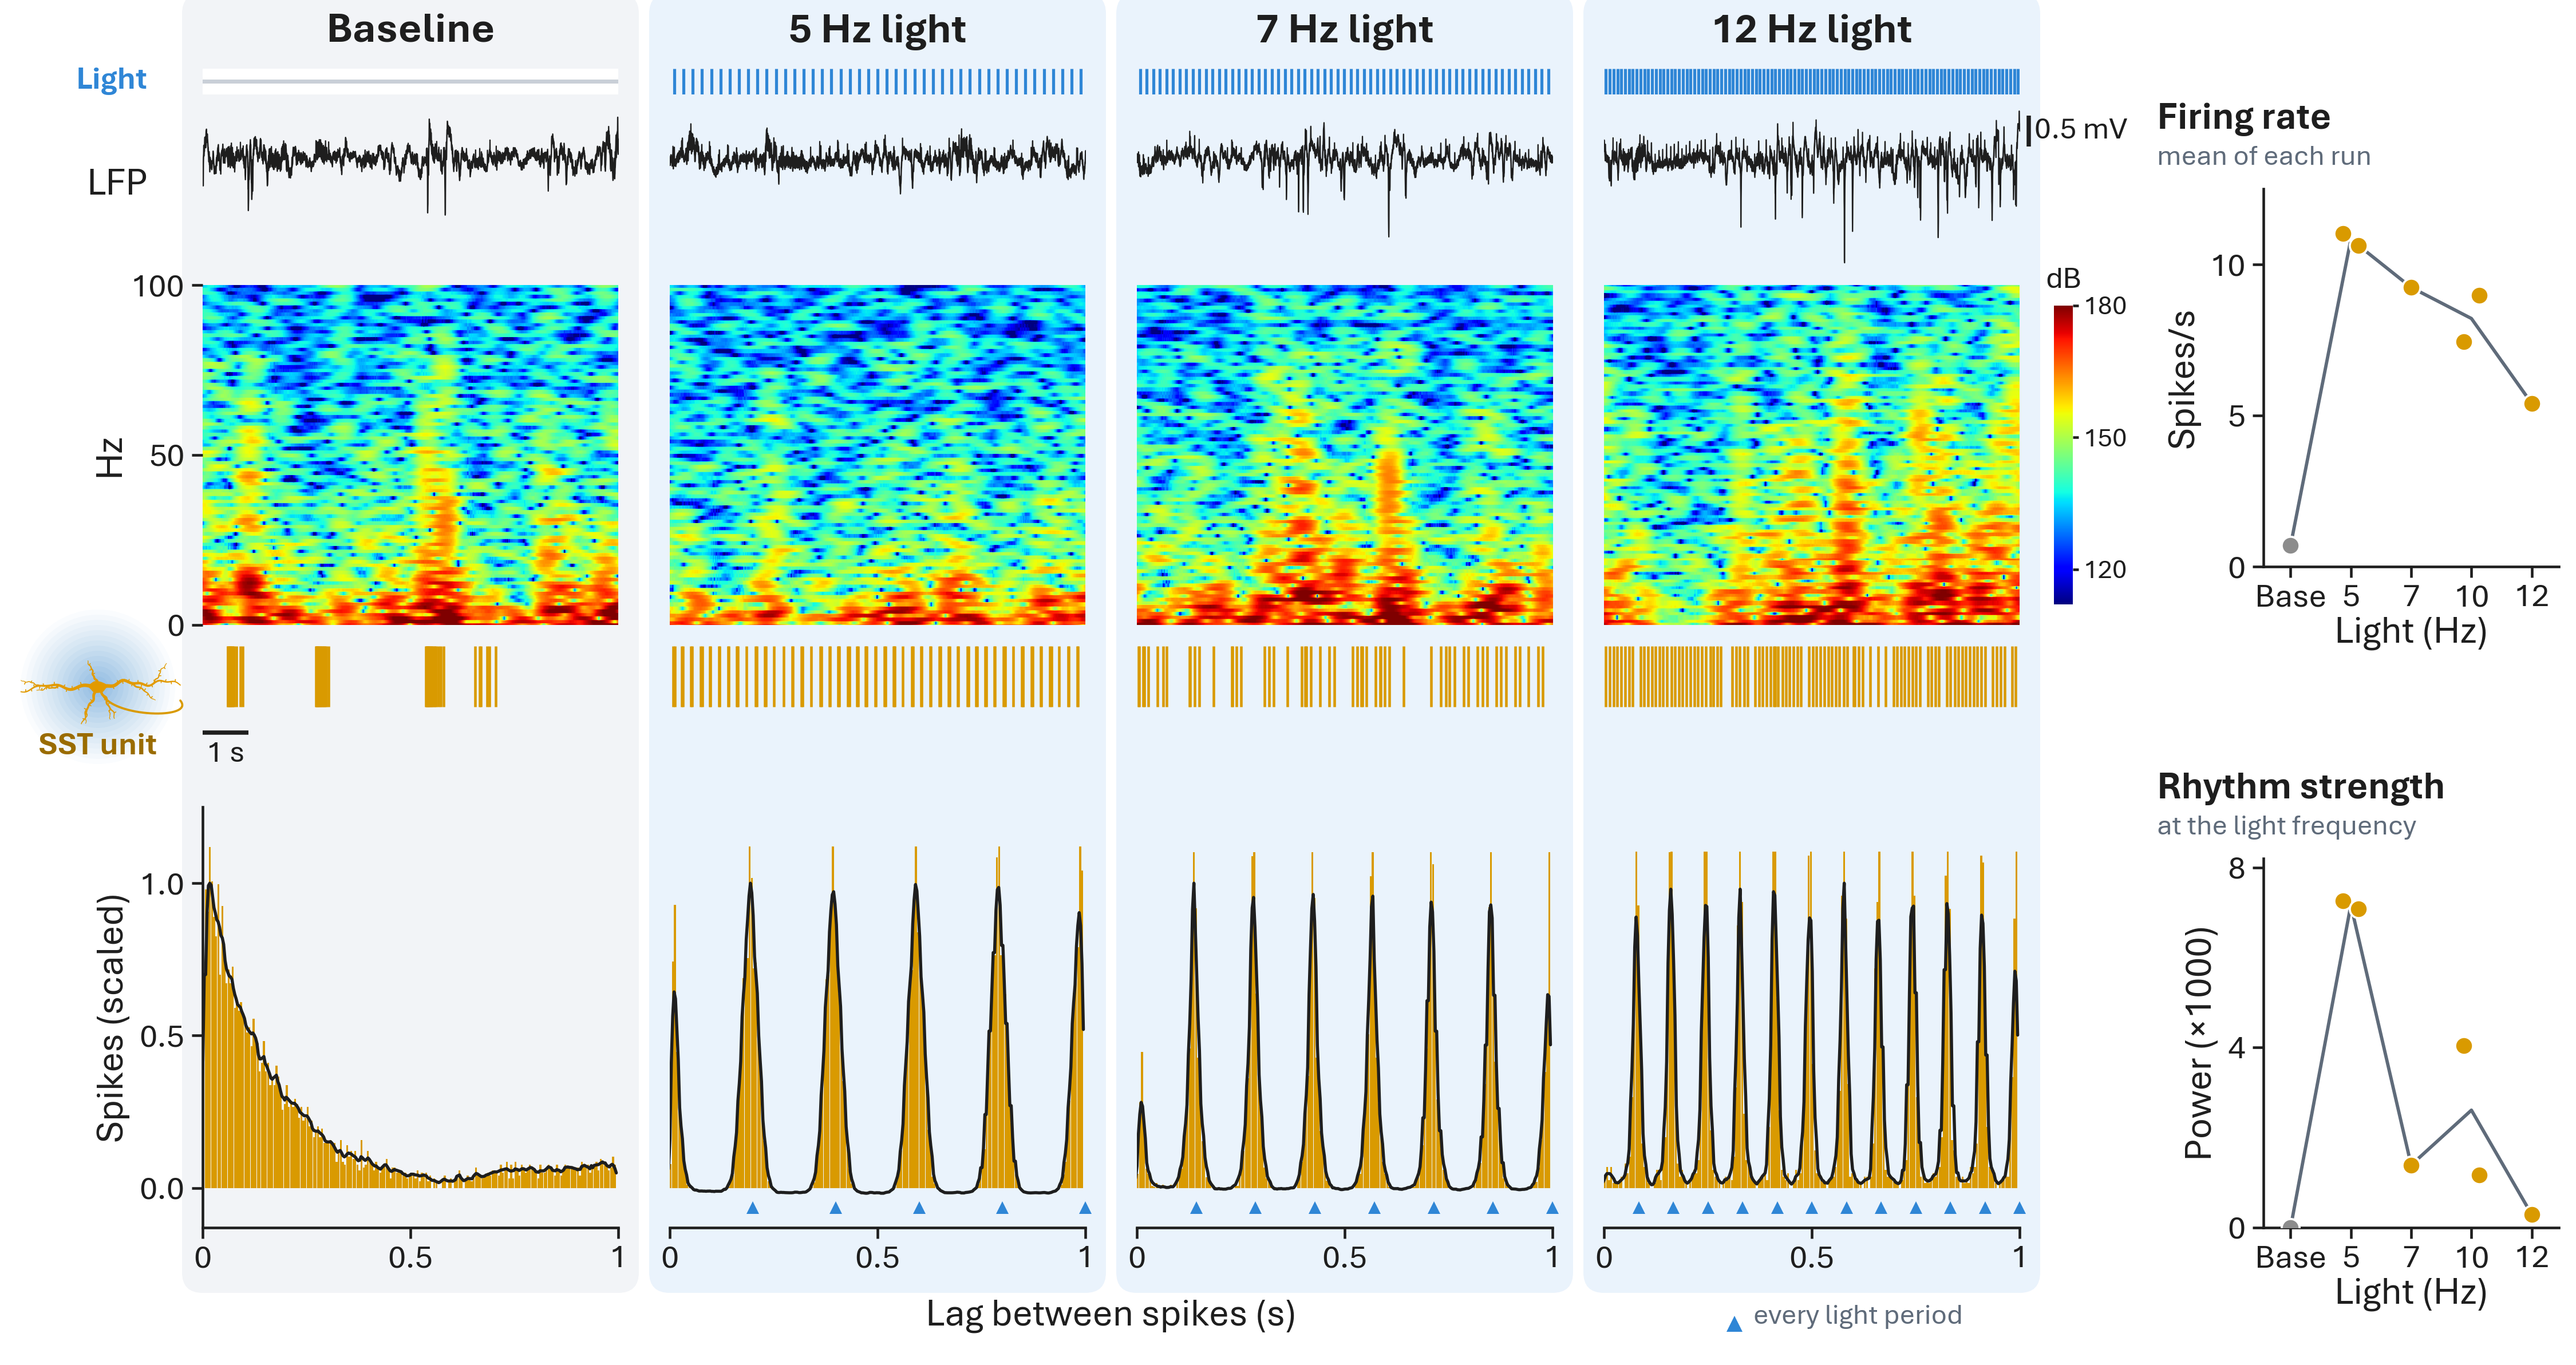 Baseline
5 Hz light
7 Hz light
12 Hz light
Light
LFP
0.5 mV
Firing rate
mean of each run
100
50
0
Hz
dB
180
150
120
10
5
0
Spikes/s
Base 5 7 10 12
Light (Hz)
SST unit
1 s
Rhythm strength
at the light frequency
1.0
0.5
0.0
Spikes (scaled)
0 0.5 1
0 0.5 1
0 0.5 1
0 0.5 1
Lag between spikes (s)
every light period
8
4
0
Power (×1000)
Base 5 7 10 12
Light (Hz)